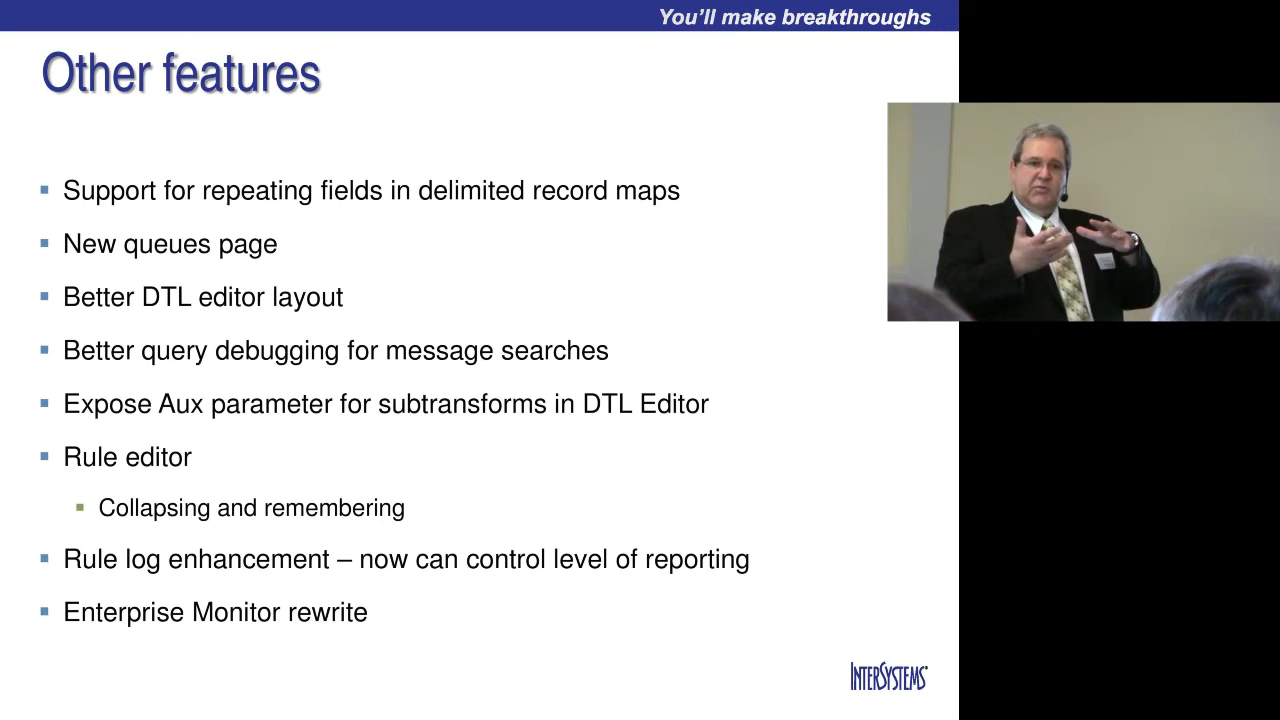 You'll make breakthroughs
Other features
Support for repeating fields in delimited record maps
New queues page
Better DTL editor layout
Better query debugging for message searches
Expose Aux parameter for subtransforms in DTL Editor
Rule editor
Collapsing and remembering
Rule log enhancement – now can control level of reporting
Enterprise Monitor rewrite
INTERSYSTEMS